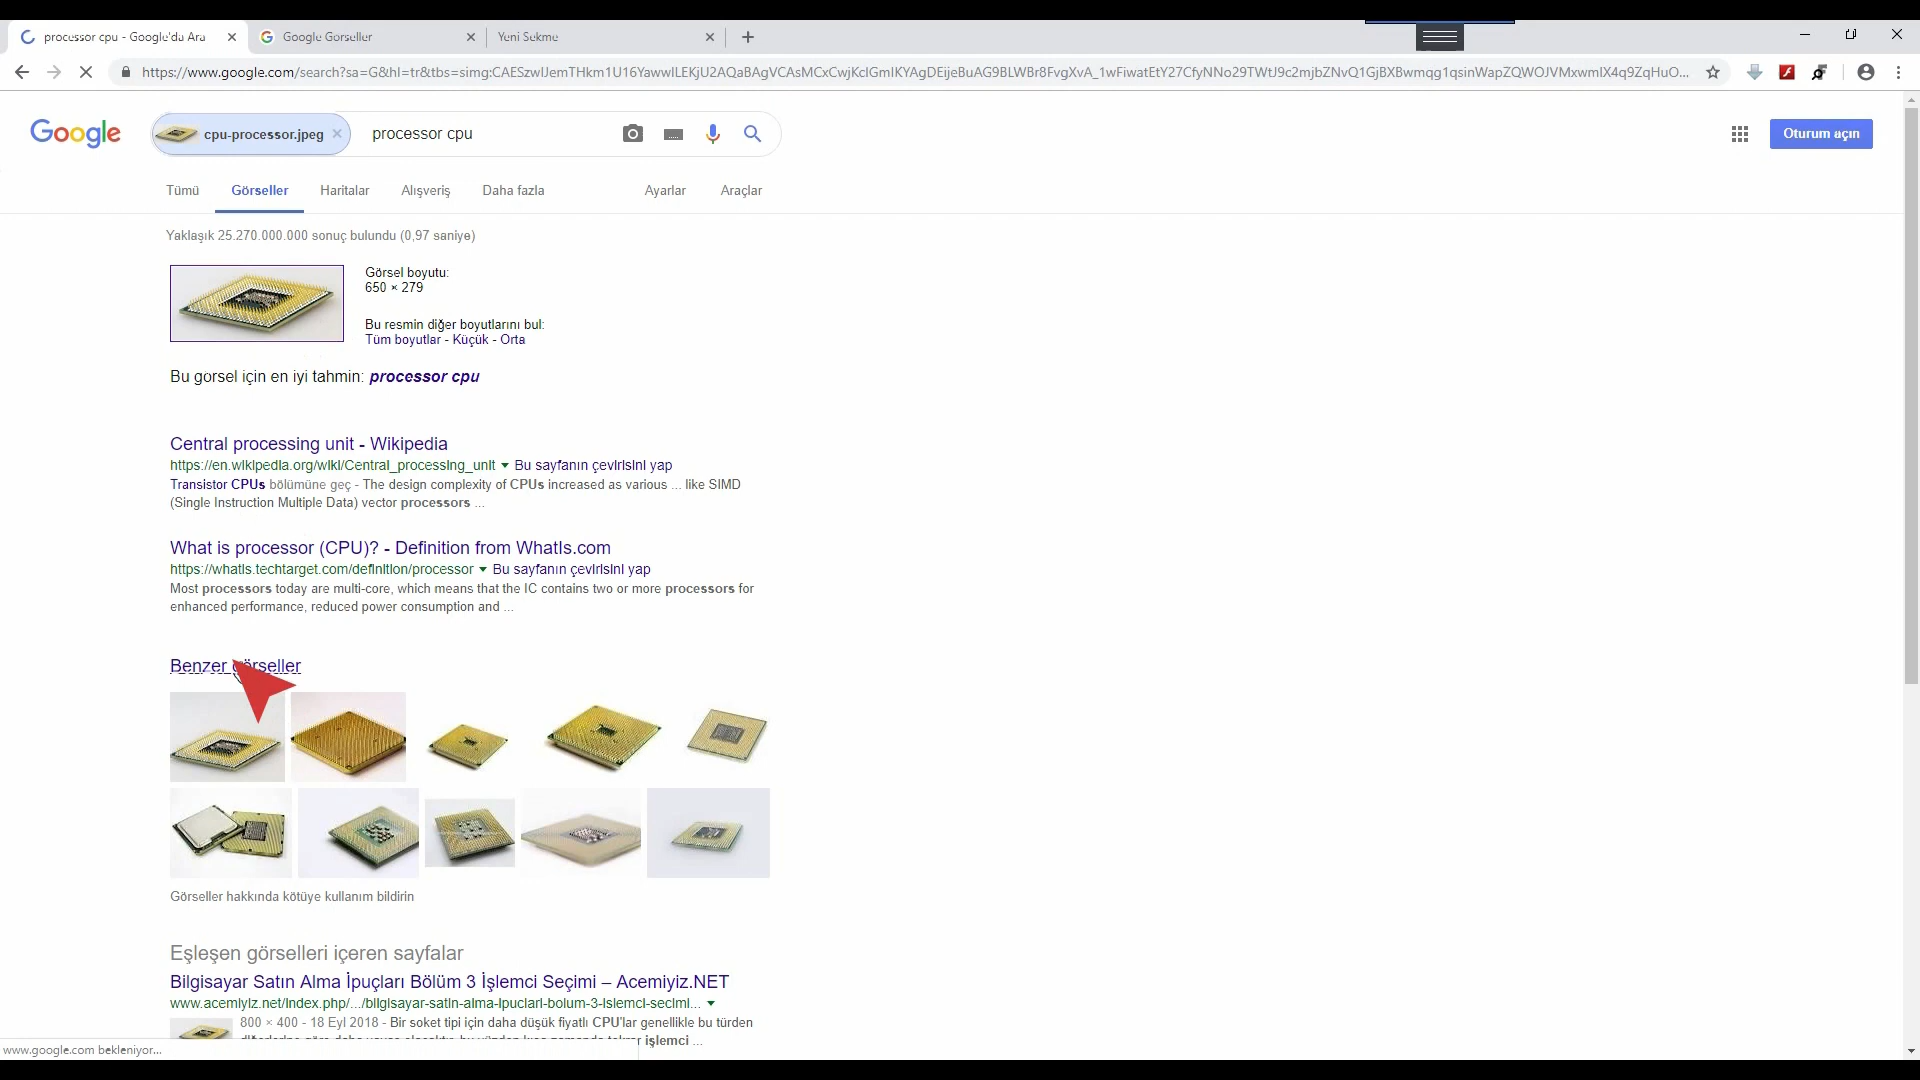 processor cpu - Google'da Ara
Google Görseller
Yeni Sekme
https://www.google.com/search?sa=G&hl=tr&tbs=simg:
Google
cpu-processor.jpeg
processor cpu
Oturum açın
Tümü
Görseller
Haritalar
Alışveriş
Daha fazla
Ayarlar
Araçlar
Yaklaşık 25.270.000.000 sonuç bulundu (0,97 saniye)
Görsel boyutu:
650 × 279
Bu resmin diğer boyutlarını bul:
Tüm boyutlar - Küçük - Orta
Bu görsel için en iyi tahmin: processor cpu
Central processing unit - Wikipedia
https://en.wikipedia.org/wiki/Central_processing_unit Bu sayfanın çevirisini yap
Transistor CPUs bölümüne geç - The design complexity of CPUs increased as various ... like SIMD
(Single Instruction Multiple Data) vector processors ...
What is processor (CPU)? - Definition from WhatIs.com
https://whatis.techtarget.com/definition/processor Bu sayfanın çevirisini yap
Most processors today are multi-core, which means that the IC contains two or more processors for
enhanced performance, reduced power consumption and ...
Benzer görseller
Görseller hakkında kötüye kullanım bildirin
Eşleşen görselleri içeren sayfalar
Bilgisayar Satın Alma İpuçları Bölüm 3 İşlemci Seçimi – Acemiyiz.NET
www.acemiyiz.net/index.php/.../bilgisayar-satin-alma-ipuclari-bolum-3-islemci-secimi...
800 × 400 - 18 Eyl 2018 - Bir soket tipi için daha düşük fiyatlı CPU'lar genellikle bu türden
işlemci ...
www.google.com bekleniyor...